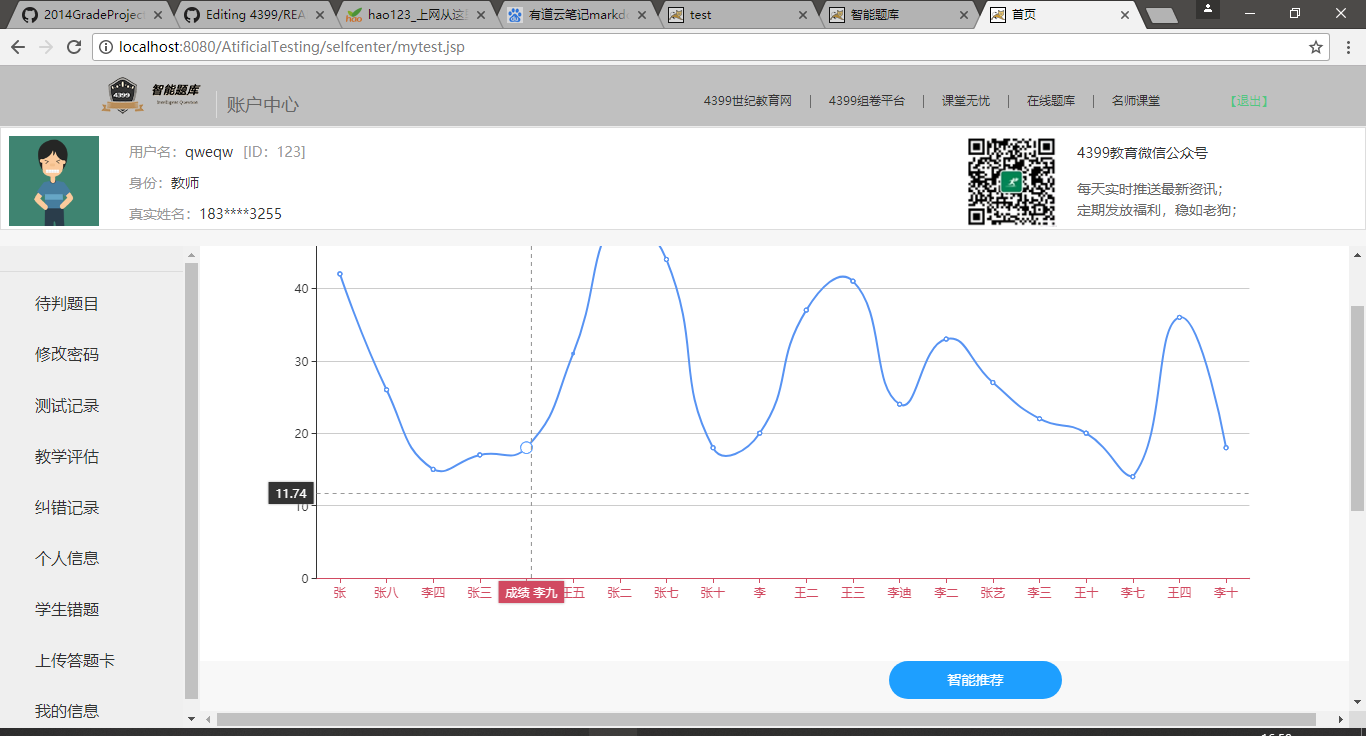 2014GradeProjec
Editing 4399/REA
hao123_上网从这
有道云笔记markd
test
智能题库
首页
localhost:8080/AtificialTesting/selfcenter/mytest.jsp
4399
智能题库
Intelligent Question
账户中心
4399世纪教育网
4399组卷平台
课堂无忧
在线题库
名师课堂
【退出】
用户名：qweqw [ID：123]
身份：教师
真实姓名：183****3255
4399教育微信公众号
每天实时推送最新资讯；
定期发放福利，稳如老狗；
待判题目
修改密码
测试记录
教学评估
纠错记录
个人信息
学生错题
上传答题卡
我的信息
40
30
20
11.74
10
0
张 张八 李四 张三 成绩 李九 王五 张二 张七 张十 李 王二 王三 李迪 李二 张艺 李三 王十 李七 王四 李十
智能推荐